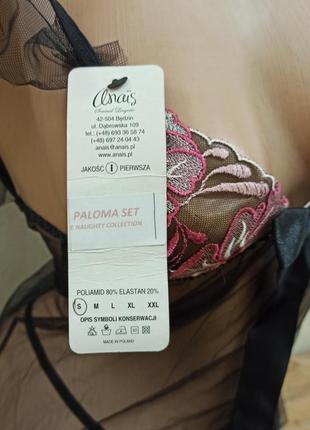 Anaïs
Sensual Lingerie
42-504 Będzin
ul. Dąbrowska 109
(+48) 693 36 58 74
(+48) 697 24 04 43
anais@anais.pl
www.anais.pl
JAKOŚĆ I PIERWSZA
PALOMA SET
E NAUGHTY COLLECTION
POLIAMID 80% ELASTAN 20%
S M L XL XXL
OPIS SYMBOLI KONSERWACJI
MADE IN POLAND